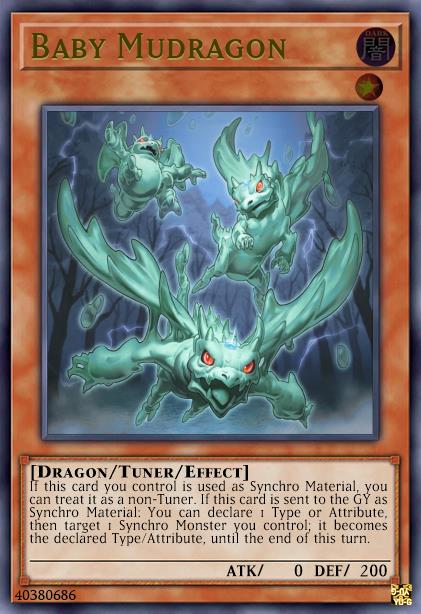 BABY MUDRAGON
DARK
闇
[DRAGON/TUNER/EFFECT]
If this card you control is used as Synchro Material, you
can treat it as a non-Tuner. If this card is sent to the GY as
Synchro Material: You can declare 1 Type or Attribute,
then target 1 Synchro Monster you control; it becomes
the declared Type/Attribute, until the end of this turn.
ATK/ 0 DEF/ 200
40380686